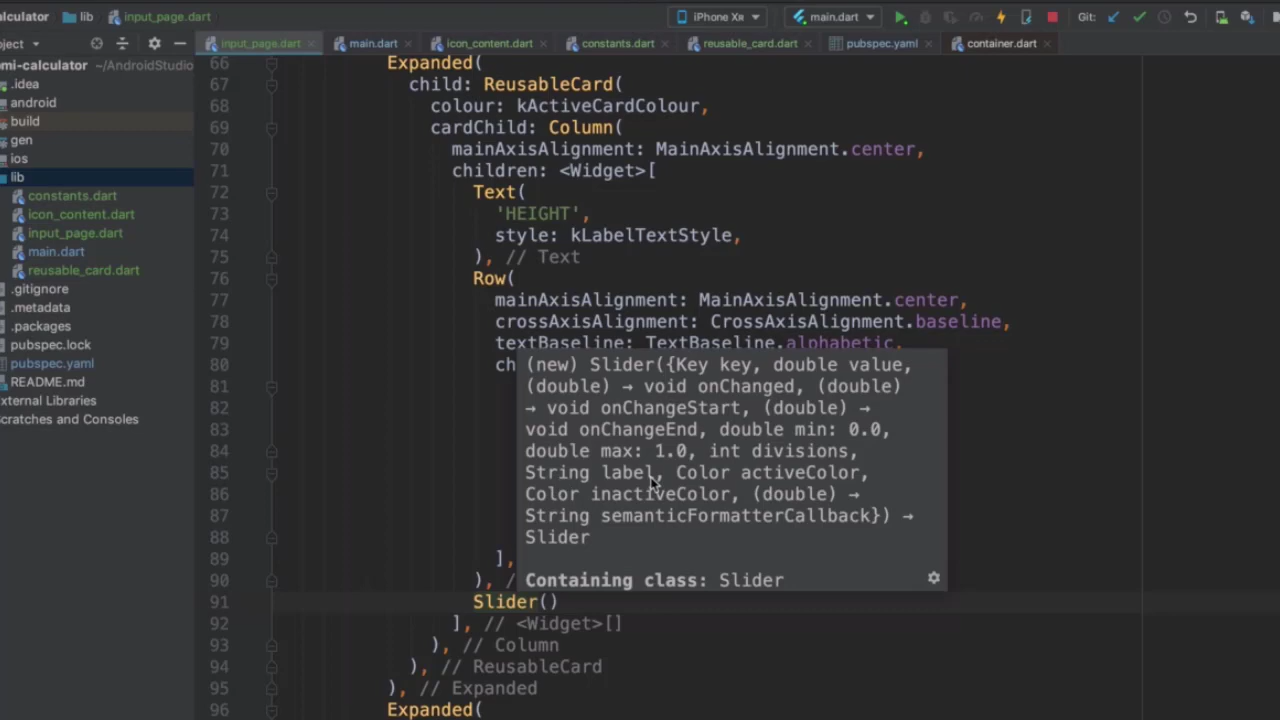 alculator lib input_page.dart iPhone Xʀ main.dart Git:
oject input_page.dart main.dart icon_content.dart constants.dart reusable_card.dart pubspec.yaml container.dart
mi-calculator ~/AndroidStudio
.idea
android
build
gen
ios
lib
constants.dart
icon_content.dart
input_page.dart
main.dart
reusable_card.dart
.gitignore
.metadata
.packages
pubspec.lock
pubspec.yaml
README.md
xternal Libraries
cratches and Consoles
66 Expanded(
67 child: ReusableCard(
68 colour: kActiveCardColour,
69 cardChild: Column(
70 mainAxisAlignment: MainAxisAlignment.center,
71 children: <Widget>[
72 Text(
73 'HEIGHT',
74 style: kLabelTextStyle,
75 ), // Text
76 Row(
77 mainAxisAlignment: MainAxisAlignment.center,
78 crossAxisAlignment: CrossAxisAlignment.baseline,
79 textBaseline: TextBaseline.alphabetic,
80 ch
81
82
83
84
85
86
87
88
89 ],
90 ), /
91 Slider()
92 ], // <Widget>[]
93 ), // Column
94 ), // ReusableCard
95 ), // Expanded
96 Expanded(
(new) Slider({Key key, double value,
(double) → void onChanged, (double)
→ void onChangeStart, (double) →
void onChangeEnd, double min: 0.0,
double max: 1.0, int divisions,
String label, Color activeColor,
Color inactiveColor, (double) →
String semanticFormatterCallback}) →
Slider
Containing class: Slider